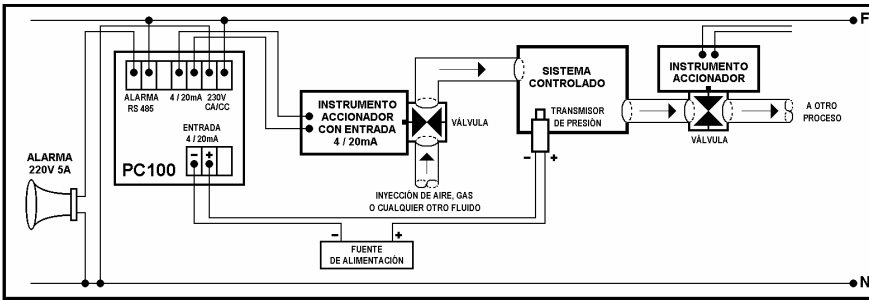 F
ALARMA
RS 485
4 / 20mA
230V
CA/CC
ENTRADA
4 / 20mA
- +
PC100
ALARMA
220V 5A
INSTRUMENTO
ACCIONADOR
CON ENTRADA
4 / 20mA
VÁLVULA
INYECCIÓN DE AIRE, GAS
O CUALQUIER OTRO FLUIDO
SISTEMA
CONTROLADO
TRANSMISOR
DE PRESIÓN
- +
INSTRUMENTO
ACCIONADOR
VÁLVULA
A OTRO
PROCESO
- +
FUENTE
DE ALIMENTACIÓN
N